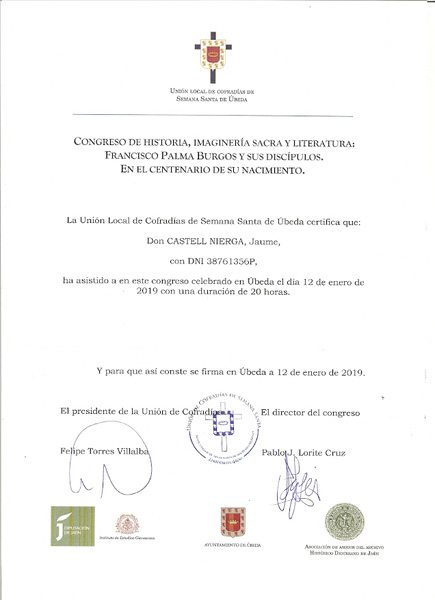 UNIÓN LOCAL DE COFRADÍAS DE
SEMANA SANTA DE ÚBEDA
CONGRESO DE HISTORIA, IMAGINERÍA SACRA Y LITERATURA:
FRANCISCO PALMA BURGOS Y SUS DISCÍPULOS.
EN EL CENTENARIO DE SU NACIMIENTO.
La Unión Local de Cofradías de Semana Santa de Úbeda certifica que:
Don CASTELL NIERGA, Jaume,
con DNI 38761356P,
ha asistido a en este congreso celebrado en Úbeda el día 12 de enero de
2019 con una duración de 20 horas.
Y para que así conste se firma en Úbeda a 12 de enero de 2019.
El presidente de la Unión de Cofradías
El director del congreso
UNIÓN DE COFRADÍAS DE SEMANA SANTA
Felipe Torres Villalba
Pablo J. Lorite Cruz
DIPUTACIÓN
DE JAÉN
Instituto de Estudios Giennenses
AYUNTAMIENTO DE ÚBEDA
ASOCIACIÓN DE AMIGOS DEL ARCHIVO
HISTÓRICO DIOCESANO DE JAÉN